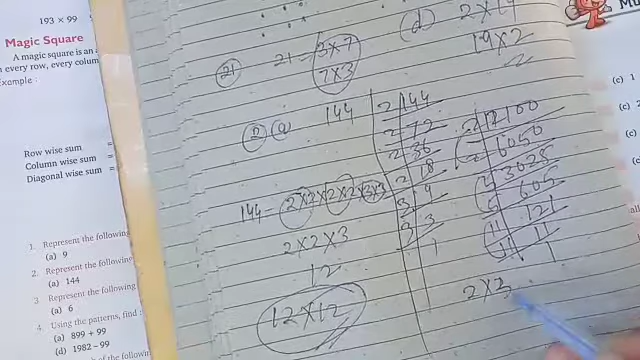 193 × 99
Magic Square
A magic square is an
every row, every column
Example :
Row wise sum =
Column wise sum =
Diagonal wise sum =
1. Represent the following
(a) 9
2. Represent the following
(a) 144
3. Represent the following
(a) 6
4. Using the patterns, find :
(a) 899 + 99
(d) 1982 – 99
of the following
(d) 2×19
19×2
21 21 = 3×7
7×3
2 (a) 144
2 144
2 72
2 36
2 18
3 9
3 3
1
144 = 2×2×2×2×3×3
2×2×3
12
12×12
2 12100
2 6050
5 3025
5 605
11 121
11 11
1
2×3
(c) 1
(c)
(c)